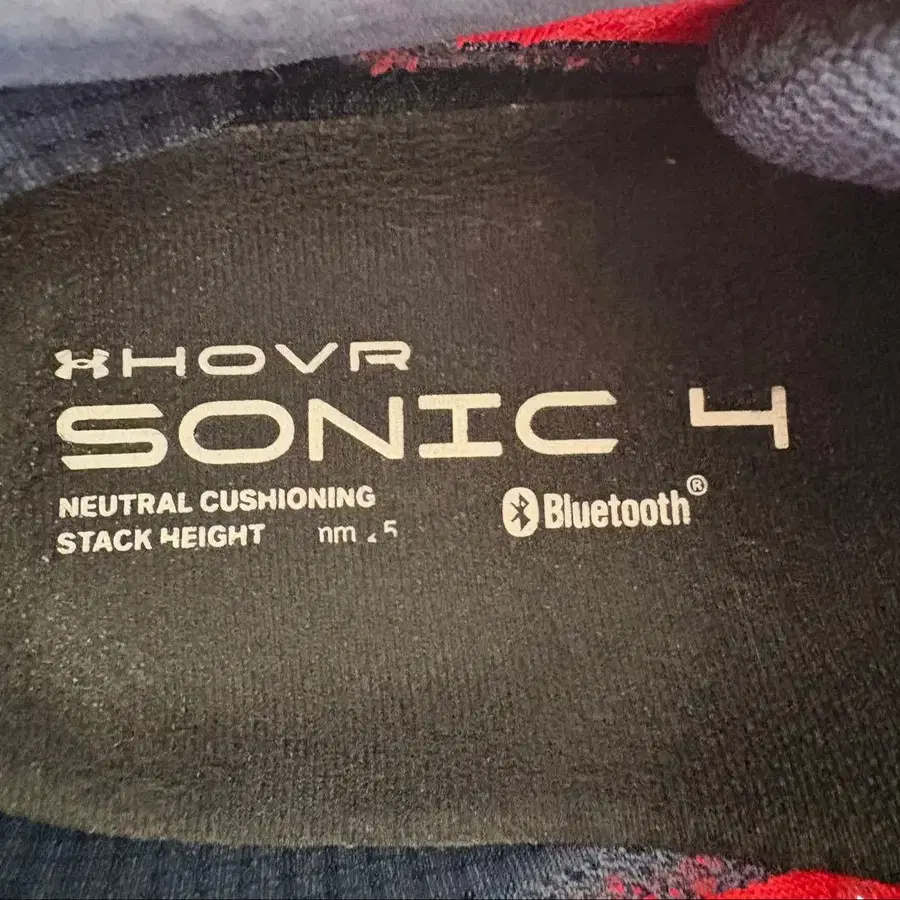 HOVR
SONIC 4
NEUTRAL CUSHIONING
STACK HEIGHT
Bluetooth®